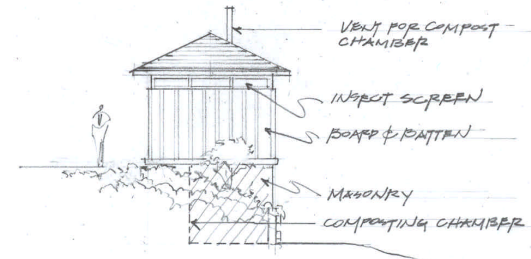 VENT FOR COMPOST
CHAMBER
INSECT SCREEN
BOARD & BATTEN
MASONRY
COMPOSTING CHAMBER